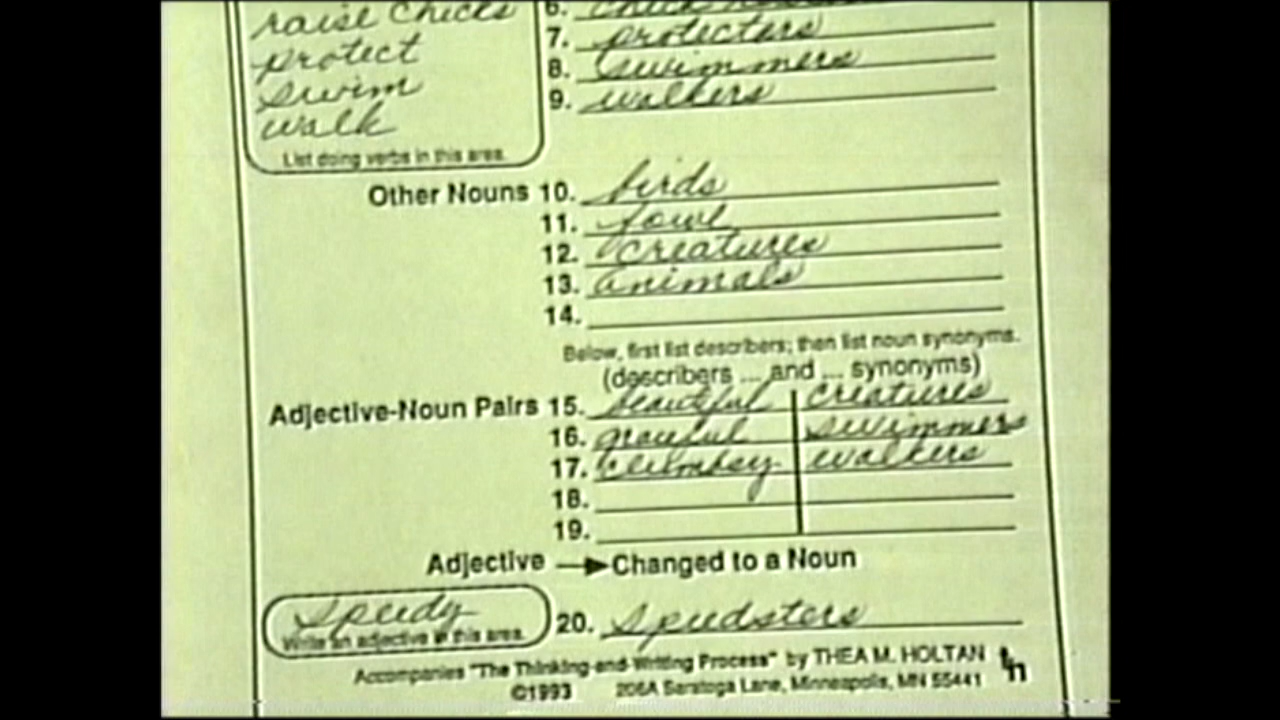 raise chicks
protect
swim
walk
List doing verbs in this area.
6. chick
7. protecters
8. swimmers
9. walkers
Other Nouns 10. birds
11. fowl
12. creatures
13. animals
14.
Below, first list describers; then list noun synonyms.
(describers ... and ... synonyms)
Adjective-Noun Pairs 15. beautiful creatures
16. graceful swimmers
17. clumbsy walkers
18.
19.
Adjective → Changed to a Noun
Speedy
Write an adjective in this area.
20. Speedsters
Accompanies "The Thinking-and-Writing Process" by THEA M. HOLTAN
©1993 206A Saratoga Lane, Minneapolis, MN 55441
th